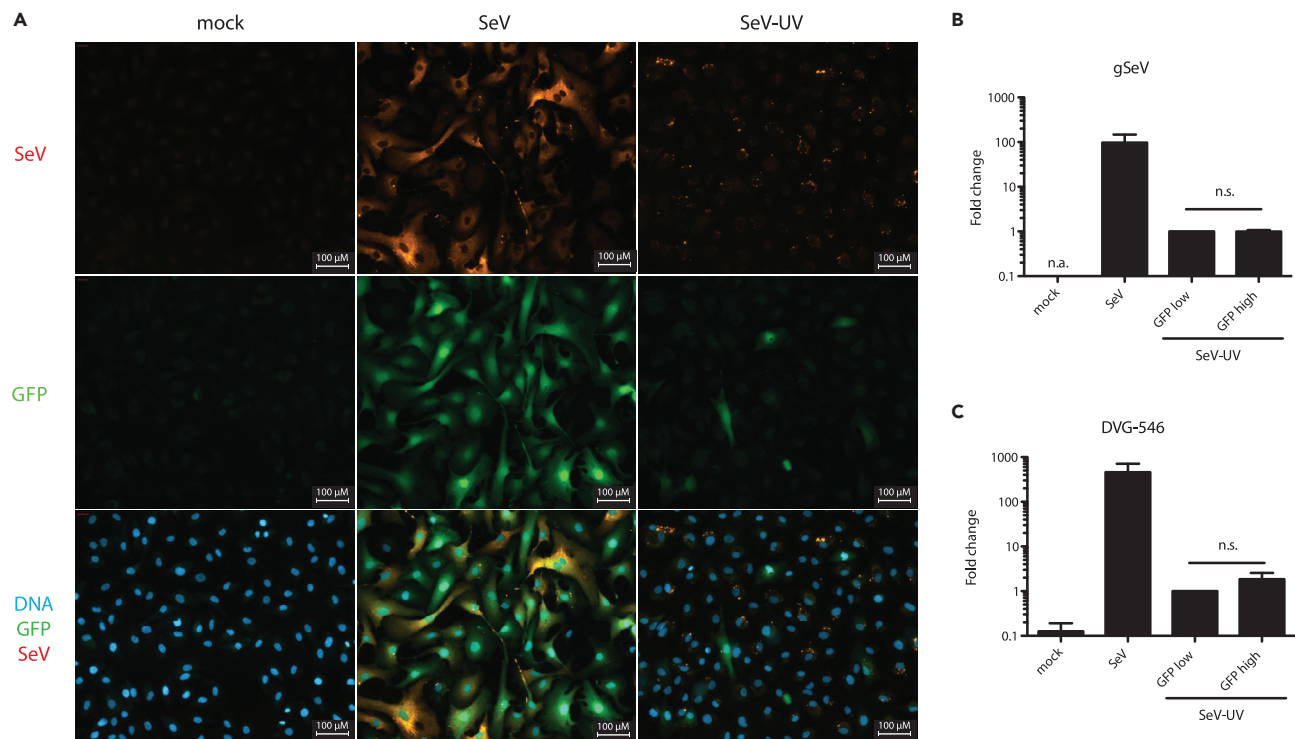 A
mock
SeV
SeV-UV
SeV
100 µM
100 µM
100 µM
GFP
100 µM
100 µM
100 µM
DNA
GFP
SeV
100 µM
100 µM
100 µM
B
gSeV
Fold change
1000
100
10
1
0.1
n.a.
n.s.
mock
SeV
GFP low
GFP high
SeV-UV
C
DVG-546
Fold change
1000
100
10
1
0.1
n.s.
mock
SeV
GFP low
GFP high
SeV-UV